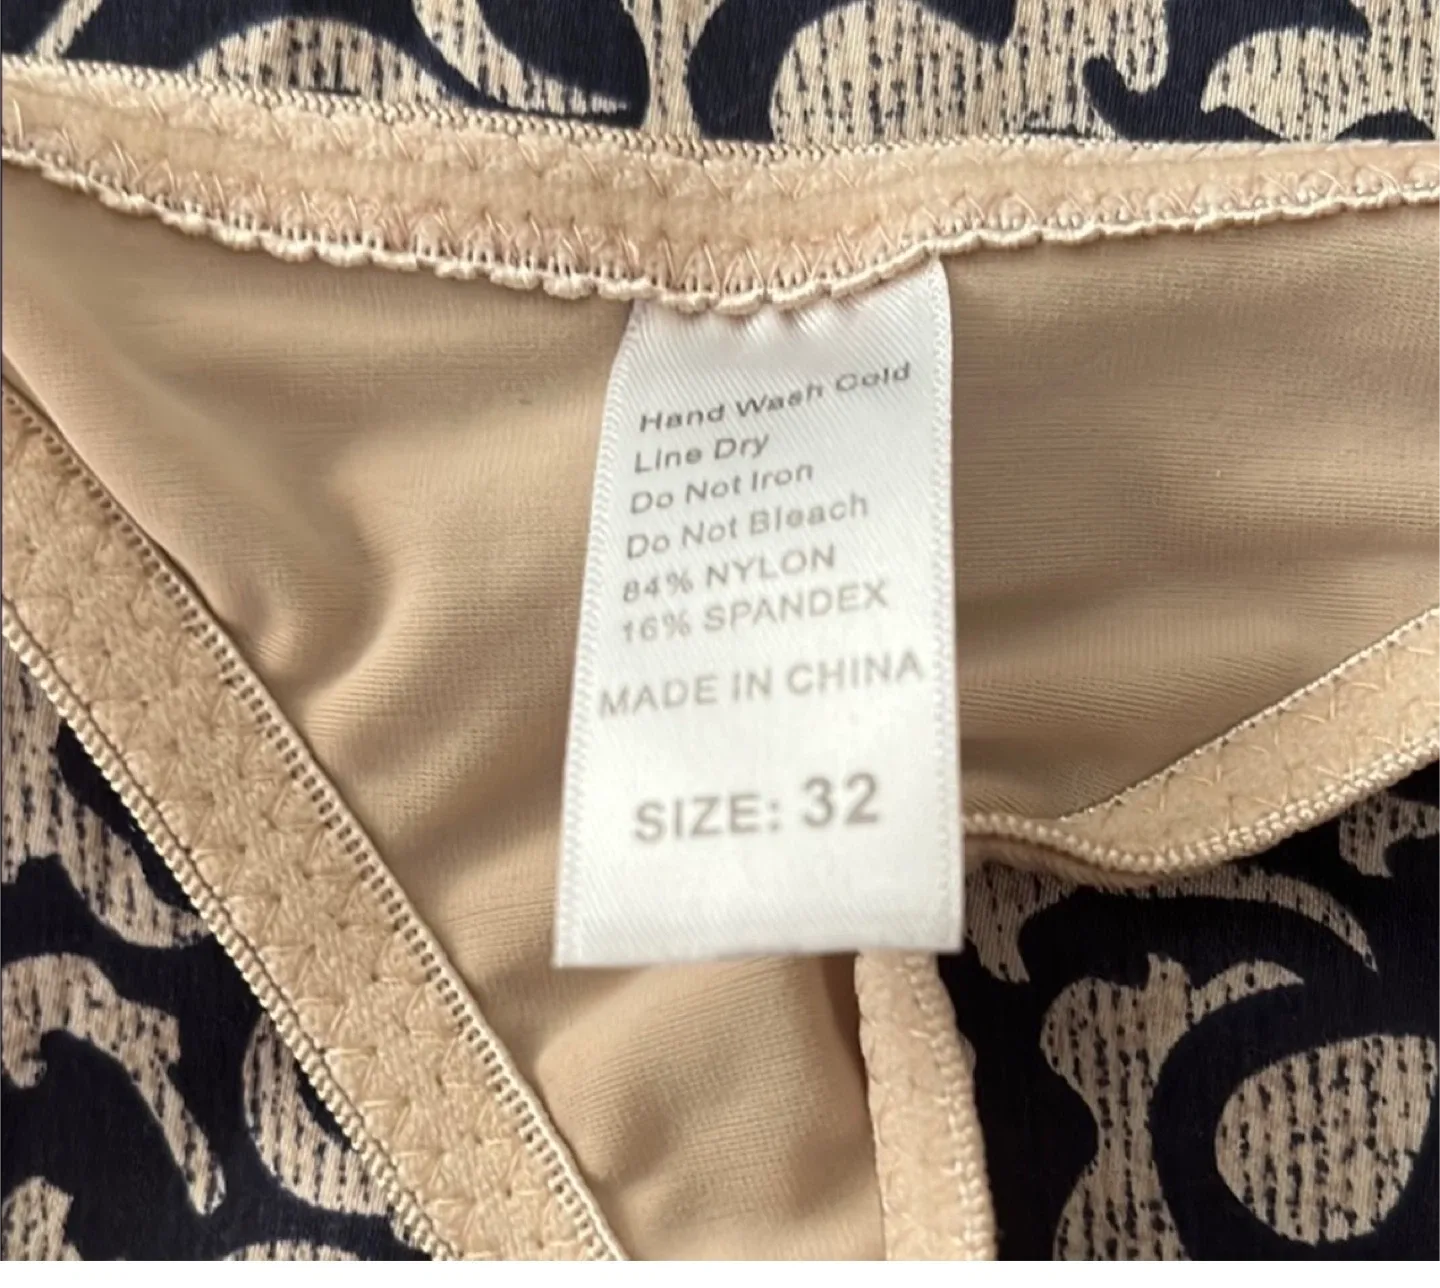 Hand Wash Cold
Line Dry
Do Not Iron
Do Not Bleach
84% NYLON
16% SPANDEX
MADE IN CHINA
SIZE: 32